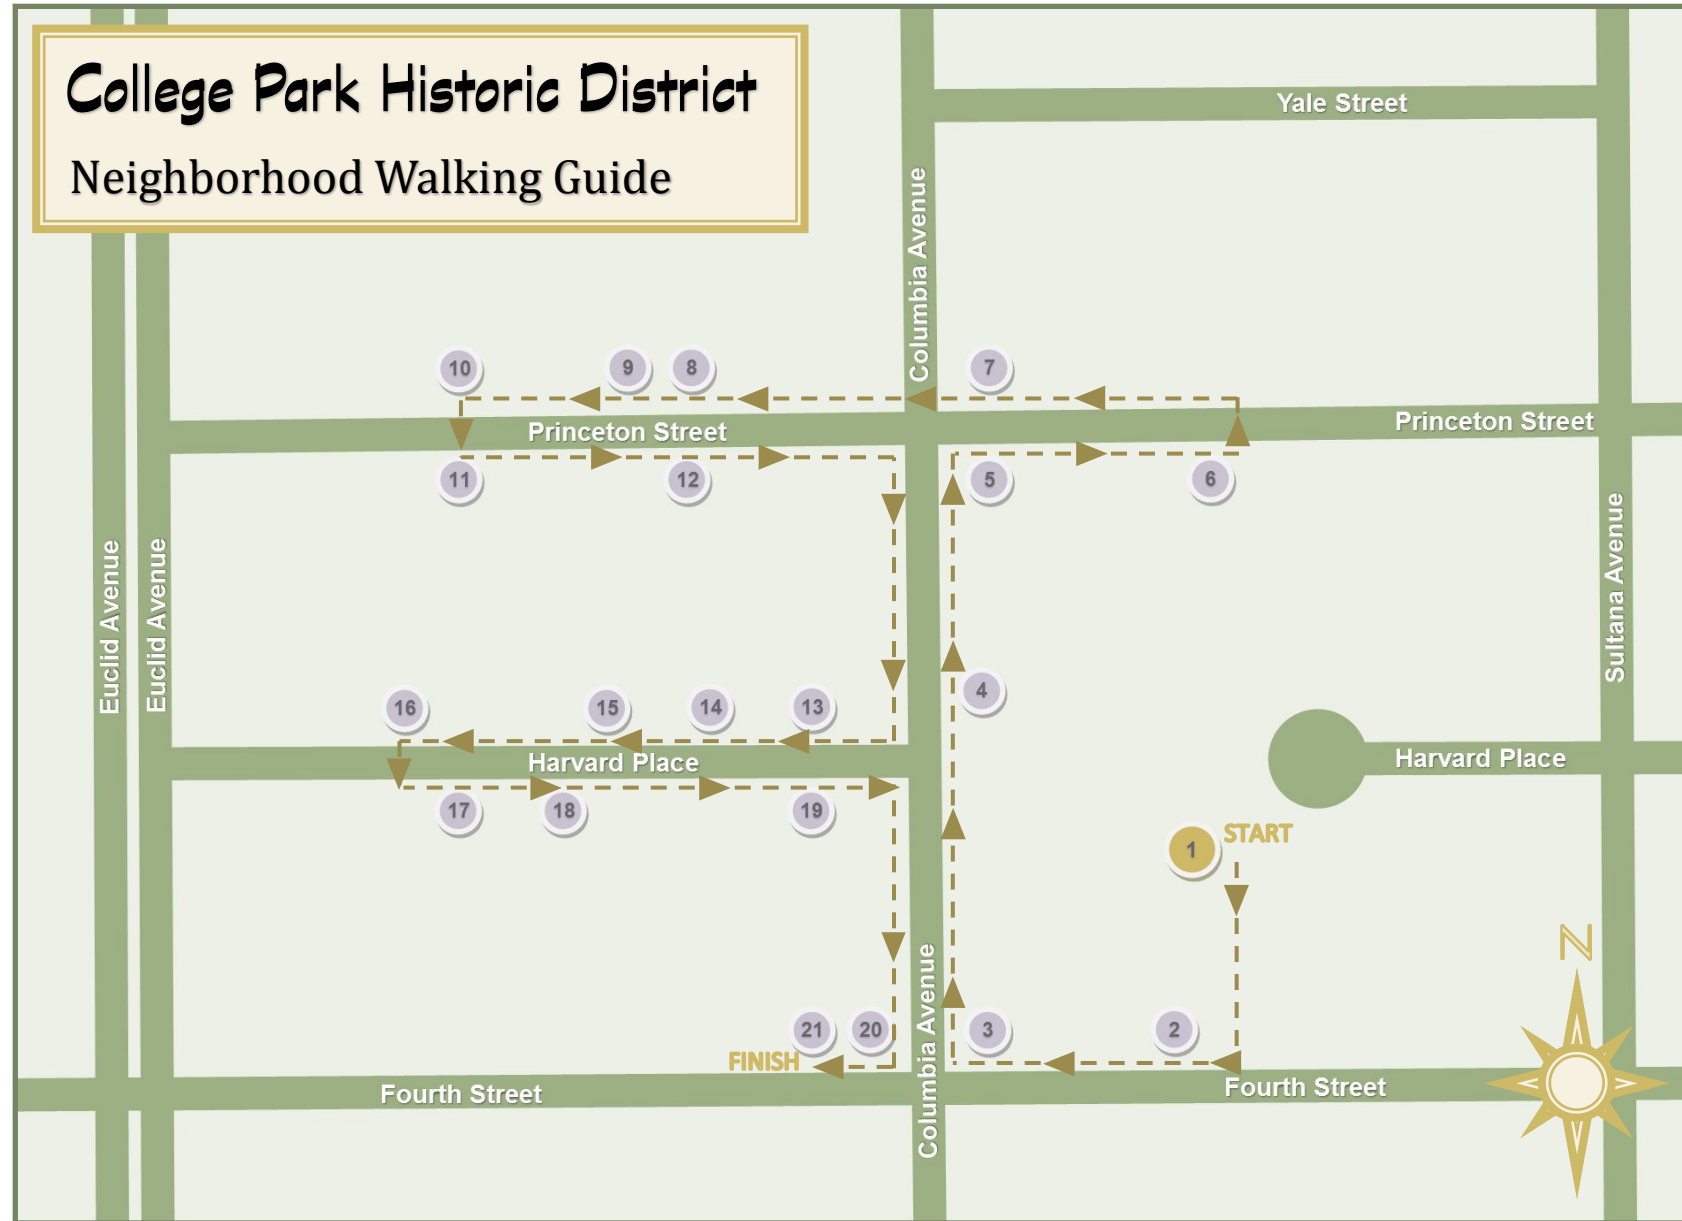 College Park Historic District
Neighborhood Walking Guide
Yale Street
Columbia Avenue
10
9
8
7
Princeton Street
Princeton Street
11
12
5
6
Euclid Avenue
Euclid Avenue
Sultana Avenue
4
16
15
14
13
Harvard Place
Harvard Place
17
18
19
1
START
N
Columbia Avenue
21
20
3
2
FINISH
Fourth Street
Fourth Street